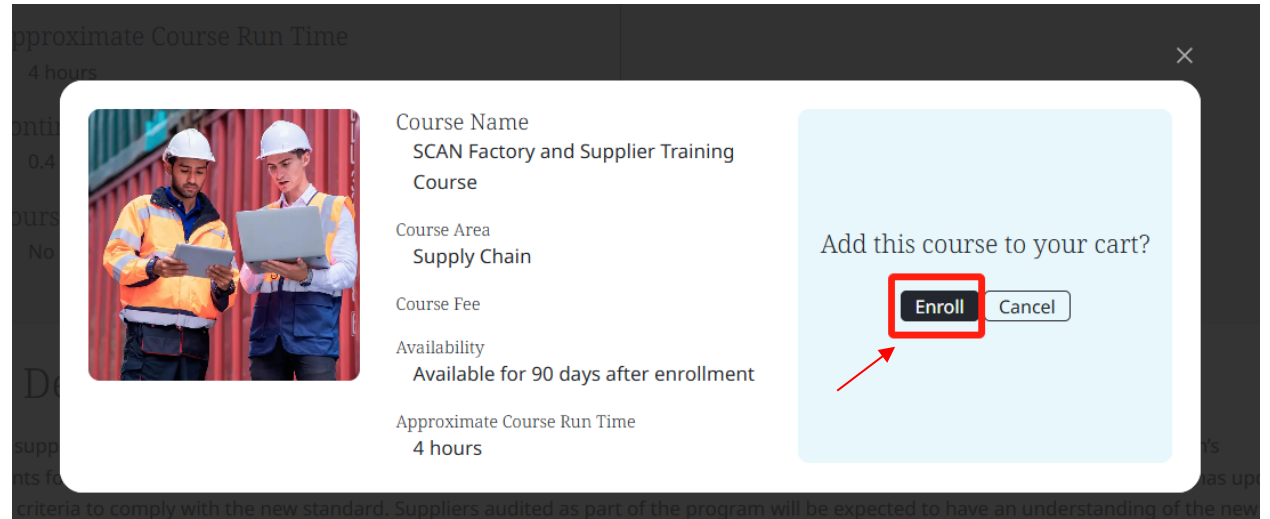 pproximate Course Run Time
4 hours
Course Name
SCAN Factory and Supplier Training
Course
Course Area
Supply Chain
Course Fee
Availability
Available for 90 days after enrollment
Approximate Course Run Time
4 hours
Add this course to your cart?
Enroll Cancel
0.4
No
criteria to comply with the new standard. Suppliers audited as part of the program will be expected to have an understanding of the new